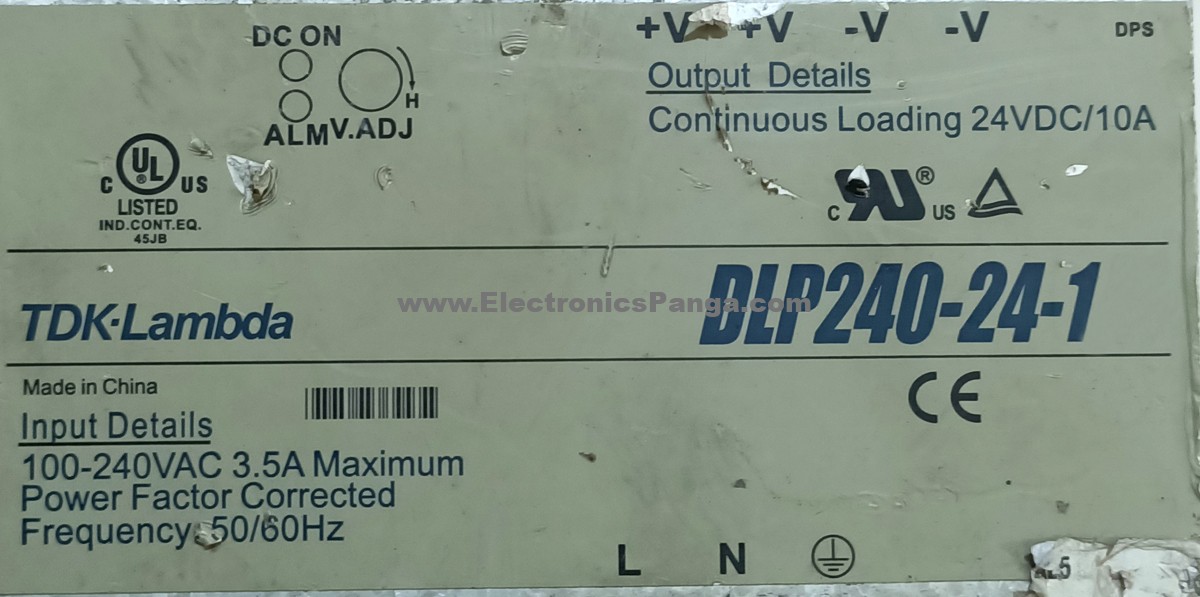 DC ON
H
ALM V.ADJ
+V +V -V -V
DPS
Output Details
Continuous Loading 24VDC/10A
C UL ® US
LISTED
IND.CONT.EQ.
45JB
C RU ® US
www.ElectronicsPanga.com
TDK·Lambda
DLP240-24-1
Made in China
CE
Input Details
100-240VAC 3.5A Maximum
Power Factor Corrected
Frequency 50/60Hz
L N